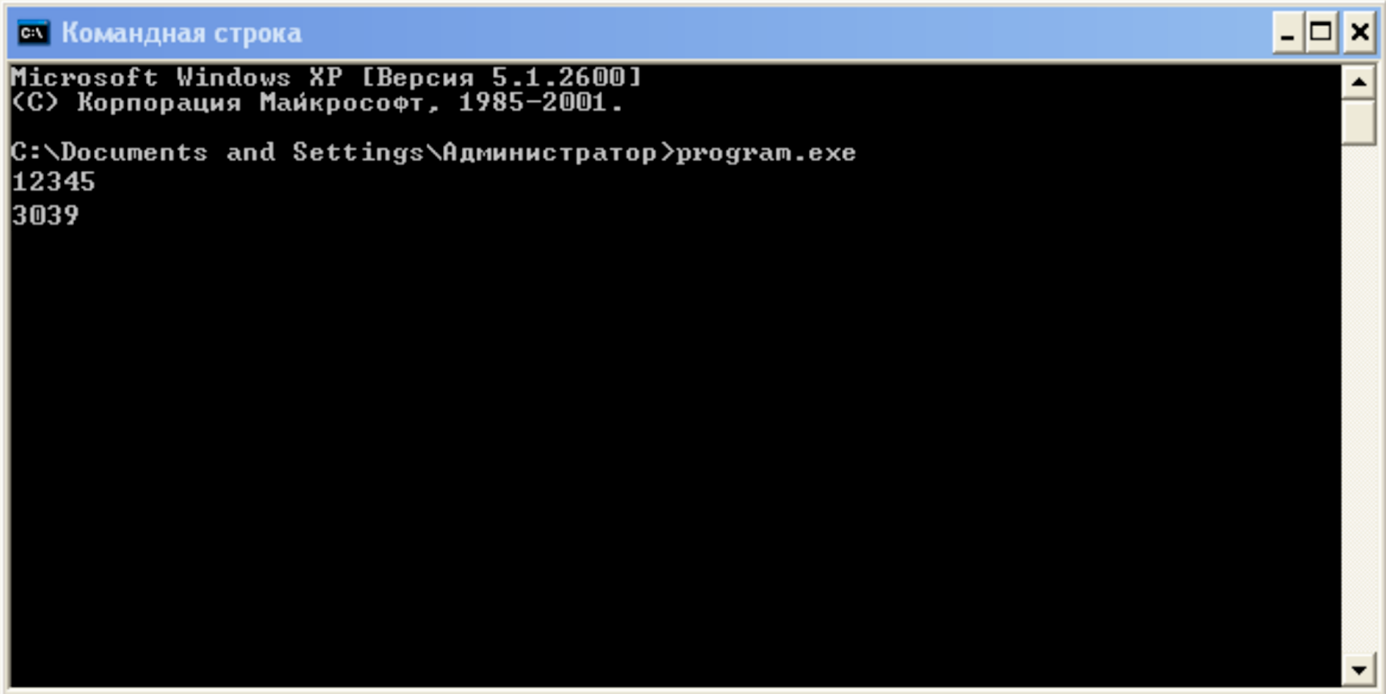 Командная строка
Microsoft Windows XP [Версия 5.1.2600]
(C) Корпорация Майкрософт, 1985-2001.
C:\Documents and Settings\Администратор>program.exe
12345
3039